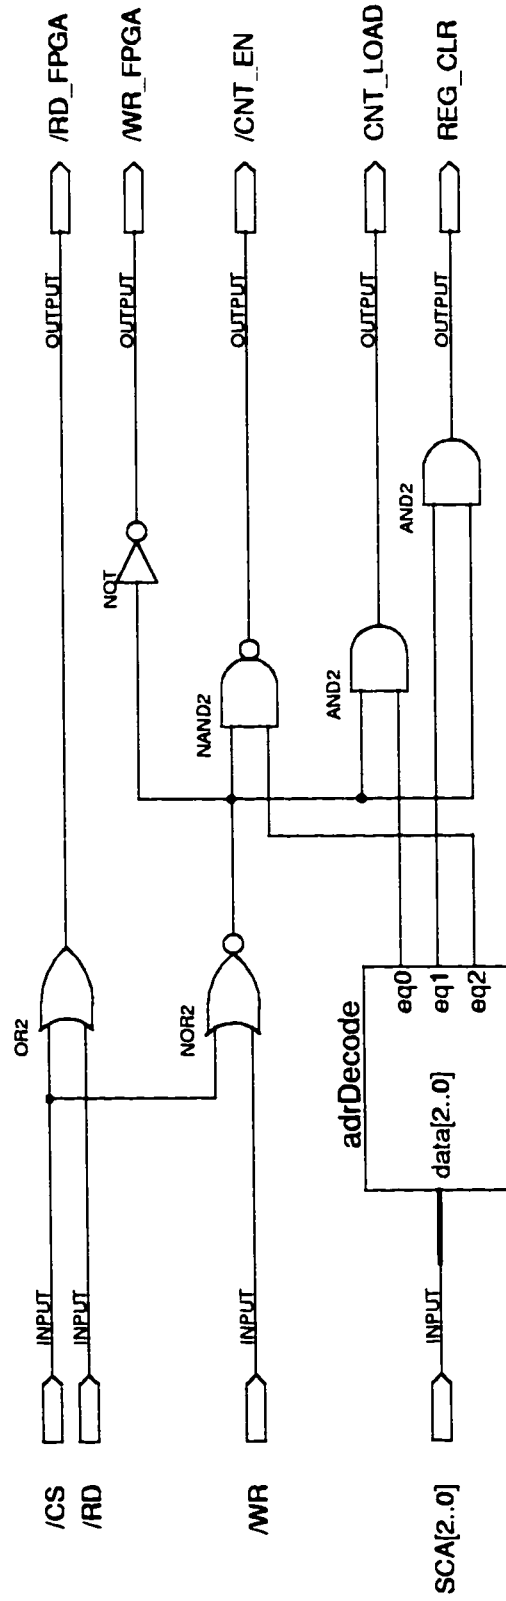 /CS
INPUT
OR2
OUTPUT
/RD_FPGA
/RD
INPUT
NOT
OUTPUT
/WR_FPGA
/WR
INPUT
NOR2
NAND2
OUTPUT
/CNT_EN
adrDecode
AND2
OUTPUT
CNT_LOAD
SCA[2..0]
INPUT
data[2..0]
eq0
eq1
eq2
AND2
OUTPUT
REG_CLR